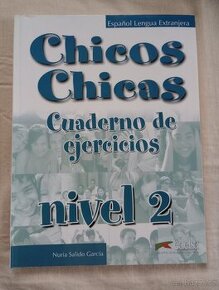 Español Lengua Extranjera
Chicos
Chicas
Cuaderno de
ejercicios
nivel 2
Nuria Salido García